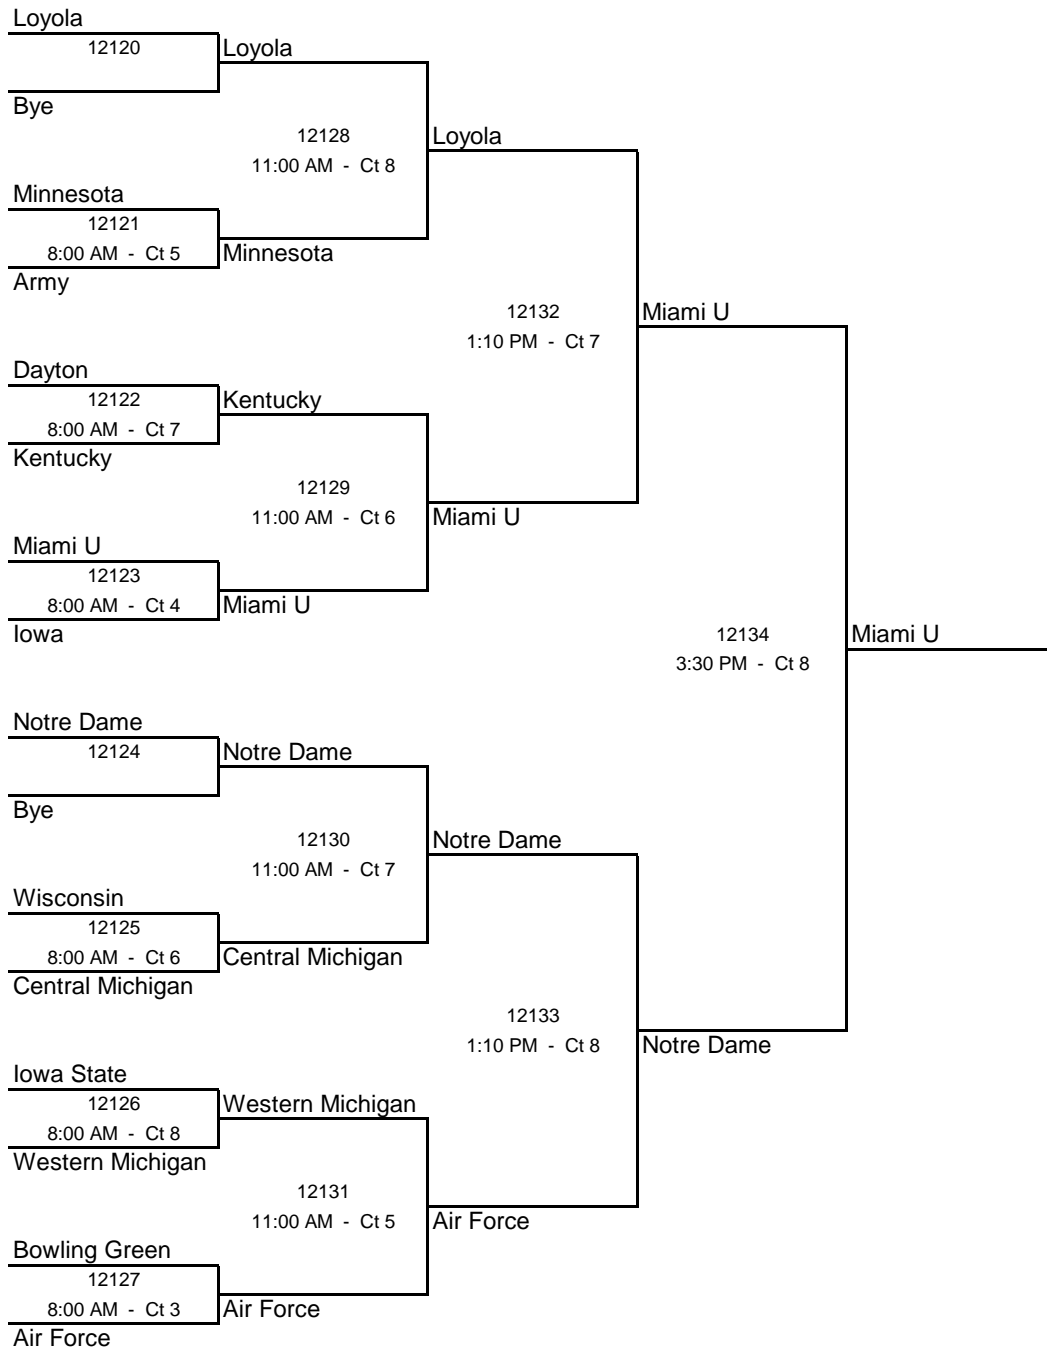 Loyola
12120
Loyola
Bye
12128
Loyola
11:00 AM - Ct 8
Minnesota
12121
8:00 AM - Ct 5
Minnesota
Army
12132
Miami U
1:10 PM - Ct 7
Dayton
12122
Kentucky
8:00 AM - Ct 7
Kentucky
12129
11:00 AM - Ct 6
Miami U
Miami U
12123
8:00 AM - Ct 4
Miami U
Iowa
12134
Miami U
3:30 PM - Ct 8
Notre Dame
12124
Notre Dame
Bye
12130
Notre Dame
11:00 AM - Ct 7
Wisconsin
12125
8:00 AM - Ct 6
Central Michigan
Central Michigan
12133
1:10 PM - Ct 8
Notre Dame
Iowa State
12126
Western Michigan
8:00 AM - Ct 8
Western Michigan
12131
11:00 AM - Ct 5
Air Force
Bowling Green
12127
8:00 AM - Ct 3
Air Force
Air Force